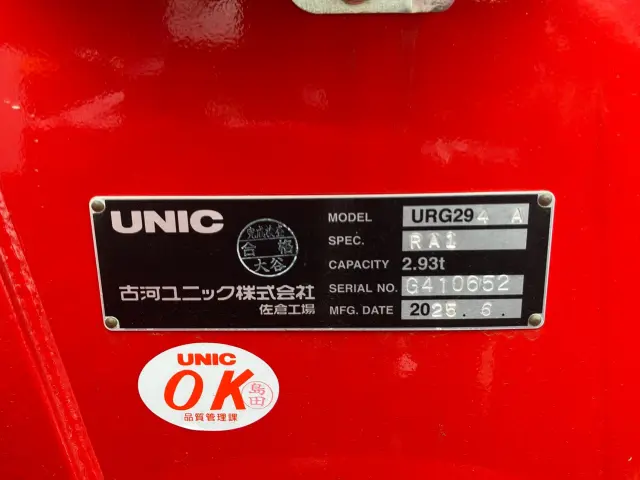 UNIC
完成検査
合格
大谷
古河ユニック株式会社
佐倉工場
MODEL URG294 A
SPEC. RA1
CAPACITY 2.93t
SERIAL NO. G410652
MFG. DATE 2025.6.
UNIC
OK
島田
品質管理課